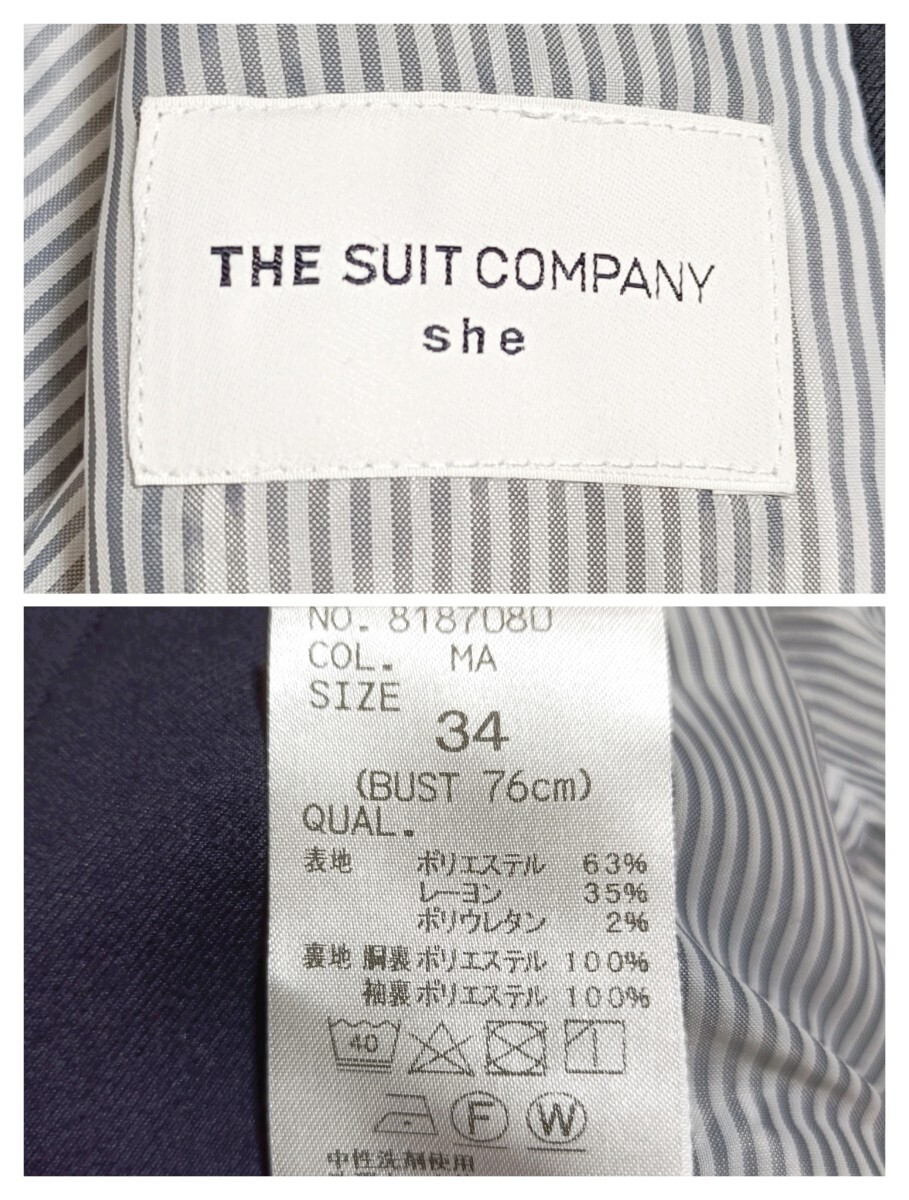 THE SUIT COMPANY
she
NO. 8187080
COL. MA
SIZE
34
(BUST 76cm)
QUAL.
表地 ポリエステル 63%
レーヨン 35%
ポリウレタン 2%
裏地 胴裏ポリエステル 100%
袖裏ポリエステル 100%
40
F W
中性洗剤使用